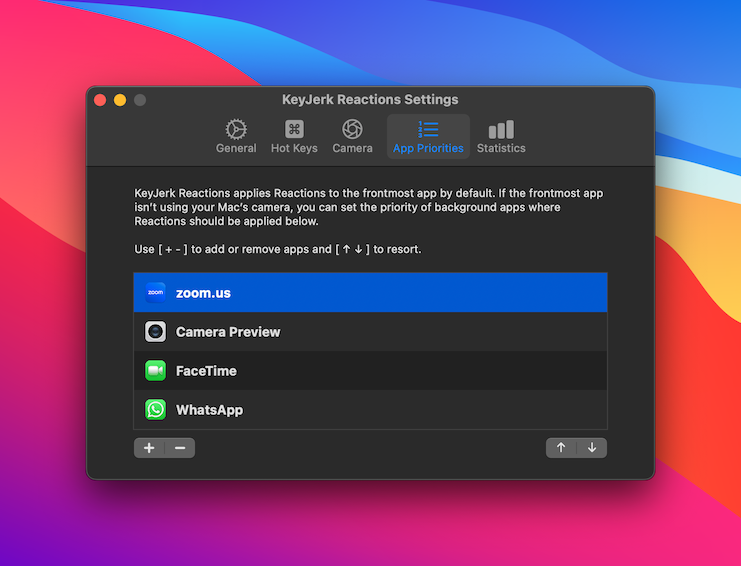 KeyJerk Reactions Settings
General
Hot Keys
Camera
App Priorities
Statistics
KeyJerk Reactions applies Reactions to the frontmost app by default. If the frontmost app
isn't using your Mac's camera, you can set the priority of background apps where
Reactions should be applied below.
Use [ + - ] to add or remove apps and [ ↑ ↓ ] to resort.
zoom
zoom.us
Camera Preview
FaceTime
WhatsApp